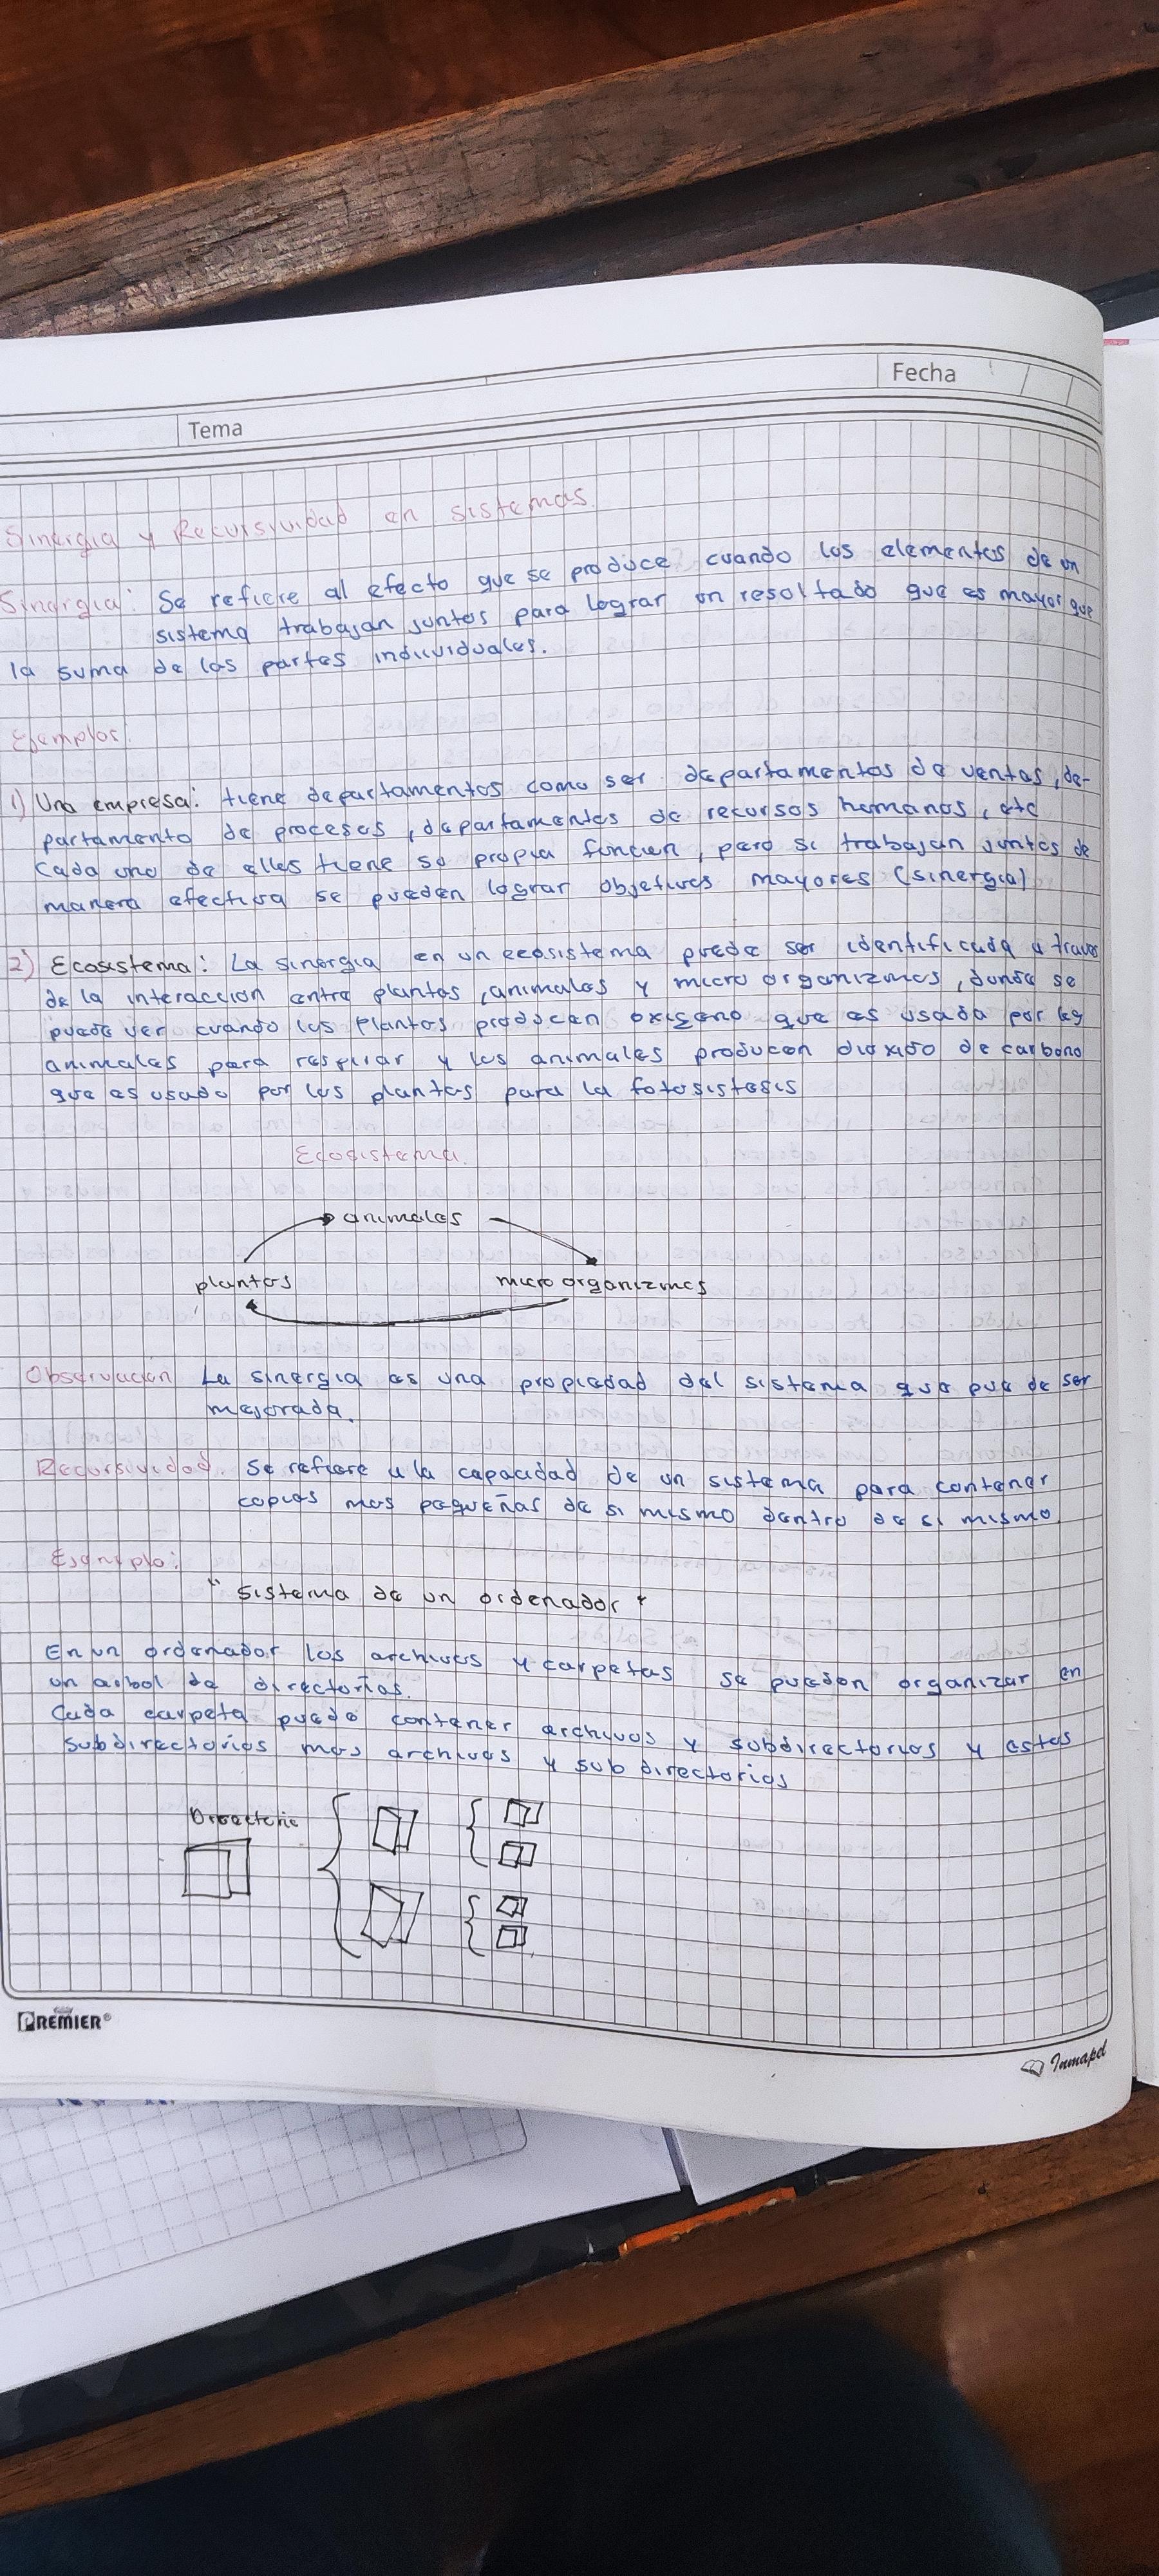 Fecha
Tema
Sinergia y Recursividad en sistemas.
Sinergia: Se refiere al efecto que se produce cuando los elementos de un
sistema trabajan juntos para lograr un resultado que es mayor que
la suma de las partes individuales.
Ejemplos:
1) Una empresa: tiene departamentos como ser departamentos de ventas, de-
partamento de procesos, departamentos de recursos humanos, etc
Cada uno de ellos tiene su propia funcion, pero si trabajan juntos de
manera efectiva se pueden lograr objetivos mayores (sinergia)
2) Ecosistema: La sinergia en un ecosistema puede ser identificada a traves
de la interaccion entre plantas, animales y micro organizmos, donde se
puede ver cuando las plantas producen oxigeno que es usada por los
animales para respirar y los animales producen dioxido de carbono
que es usado por las plantas para la fotosistesis
Ecosistema.
animales
plantas micro organizmos
Observación La sinergia es una propiedad del sistema que puede ser
mejorada.
Recursividad. Se refiere a la capacidad de un sistema para contener
copias mas pequeñas de si mismo dentro de si mismo
Ejemplo:
"sistema de un ordenador"
En un ordenador los archivos y carpetas se pueden organizar en
un arbol de directorios.
Cada carpeta puede contener archivos y subdirectorios y estos
subdirectorios mas archivos y sub directorios
Directorio
PREMIER®
Inmapel